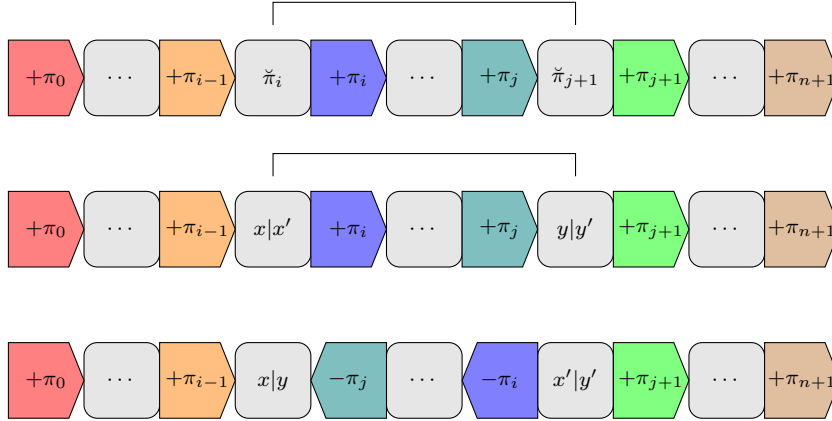 +π₀ ⋯ +πᵢ₋₁ π̆ᵢ +πᵢ ⋯ +πⱼ π̆ⱼ₊₁ +πⱼ₊₁ ⋯ +πₙ₊₁
+π₀ ⋯ +πᵢ₋₁ x|x′ +πᵢ ⋯ +πⱼ y|y′ +πⱼ₊₁ ⋯ +πₙ₊₁
+π₀ ⋯ +πᵢ₋₁ x|y −πⱼ ⋯ −πᵢ x′|y′ +πⱼ₊₁ ⋯ +πₙ₊₁